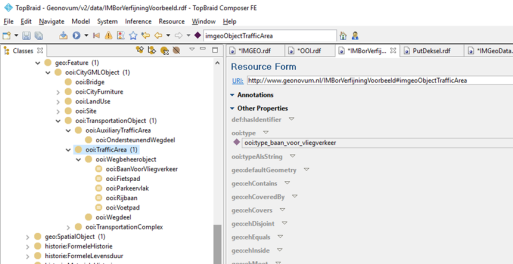 TopBraid - Geonovum/v2/data/IMBorVerfijningVoorbeeld.rdf - TopBraid Composer FE
File Edit Navigate Model System Inference Resource Window Help
imgeoObjectTrafficArea
Classes
geo:Feature (1)
ooi:CityGMLObject (1)
ooi:Bridge
ooi:CityFurniture
ooi:LandUse
ooi:Site
ooi:TransportationObject (1)
ooi:AuxiliaryTrafficArea
ooi:OndersteunendWegdeel
ooi:TrafficArea (1)
ooi:Wegbeheerobject
ooi:BaanVoorVliegverkeer
ooi:Fietspad
ooi:Parkeervlak
ooi:Rijbaan
ooi:Voetpad
ooi:Wegdeel
ooi:TransportationComplex
geo:SpatialObject (1)
historie:FormeleHistorie
historie:FormeleLevensduur
*IMGEO.rdf
*OOI.rdf
*IMBorVerfij...
PutDeksel.rdf
*IMGeoData.
Resource Form
URI: http://www.geonovum.nl/IMBorVerfijningVoorbeeld#imgeoObjectTrafficArea
Annotations
Other Properties
def:hasIdentifier
ooi:type
ooi:type_baan_voor_vliegverkeer
ooi:typeAlsString
geo:defaultGeometry
geo:ehContains
geo:ehCoveredBy
geo:ehCovers
geo:ehDisjoint
geo:ehEquals
geo:ehInside
geo:ehMeet